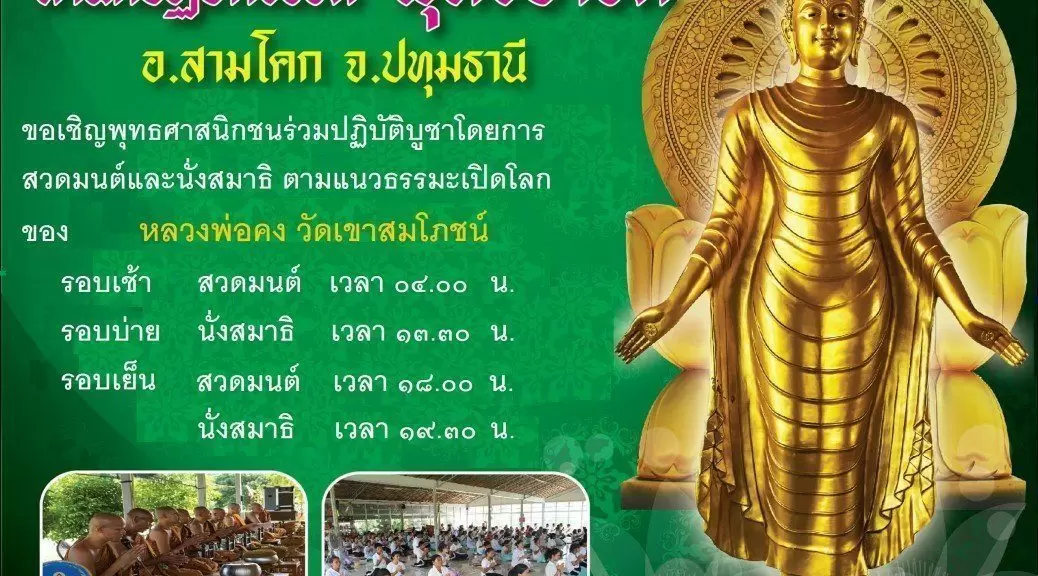 อ.สามโคก จ.ปทุมธานี
ขอเชิญพุทธศาสนิกชนร่วมปฏิบัติบูชาโดยการ
สวดมนต์และนั่งสมาธิ ตามแนวธรรมะเปิดโลก
ของ หลวงพ่อคง วัดเขาสมโภชน์
รอบเช้า สวดมนต์ เวลา ๐๔.๐๐ น.
รอบบ่าย นั่งสมาธิ เวลา ๑๓.๓๐ น.
รอบเย็น สวดมนต์ เวลา ๑๘.๐๐ น.
นั่งสมาธิ เวลา ๑๙.๓๐ น.